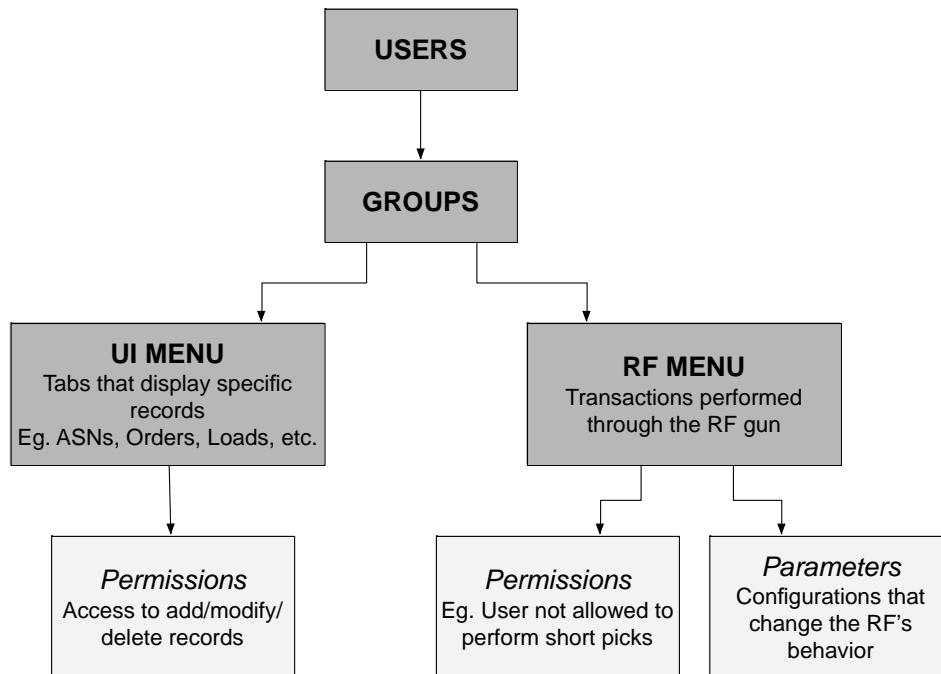 USERS
GROUPS
UI MENU
Tabs that display specific
records
Eg. ASNs, Orders, Loads, etc.
RF MENU
Transactions performed
through the RF gun
Permissions
Access to add/modify/
delete records
Permissions
Eg. User not allowed to
perform short picks
Parameters
Configurations that
change the RF’s
behavior